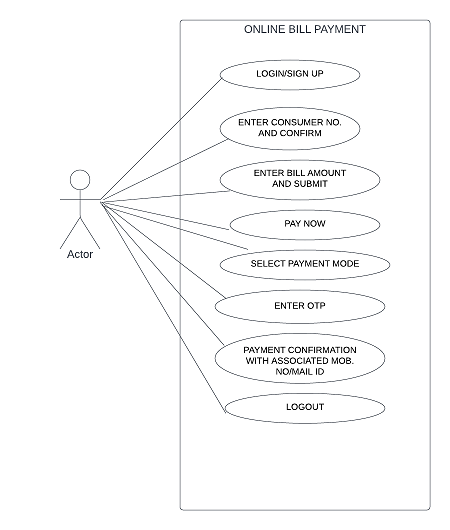 ONLINE BILL PAYMENT
LOGIN/SIGN UP
ENTER CONSUMER NO.
AND CONFIRM
ENTER BILL AMOUNT
AND SUBMIT
PAY NOW
Actor
SELECT PAYMENT MODE
ENTER OTP
PAYMENT CONFIRMATION
WITH ASSOCIATED MOB.
NO/MAIL ID
LOGOUT